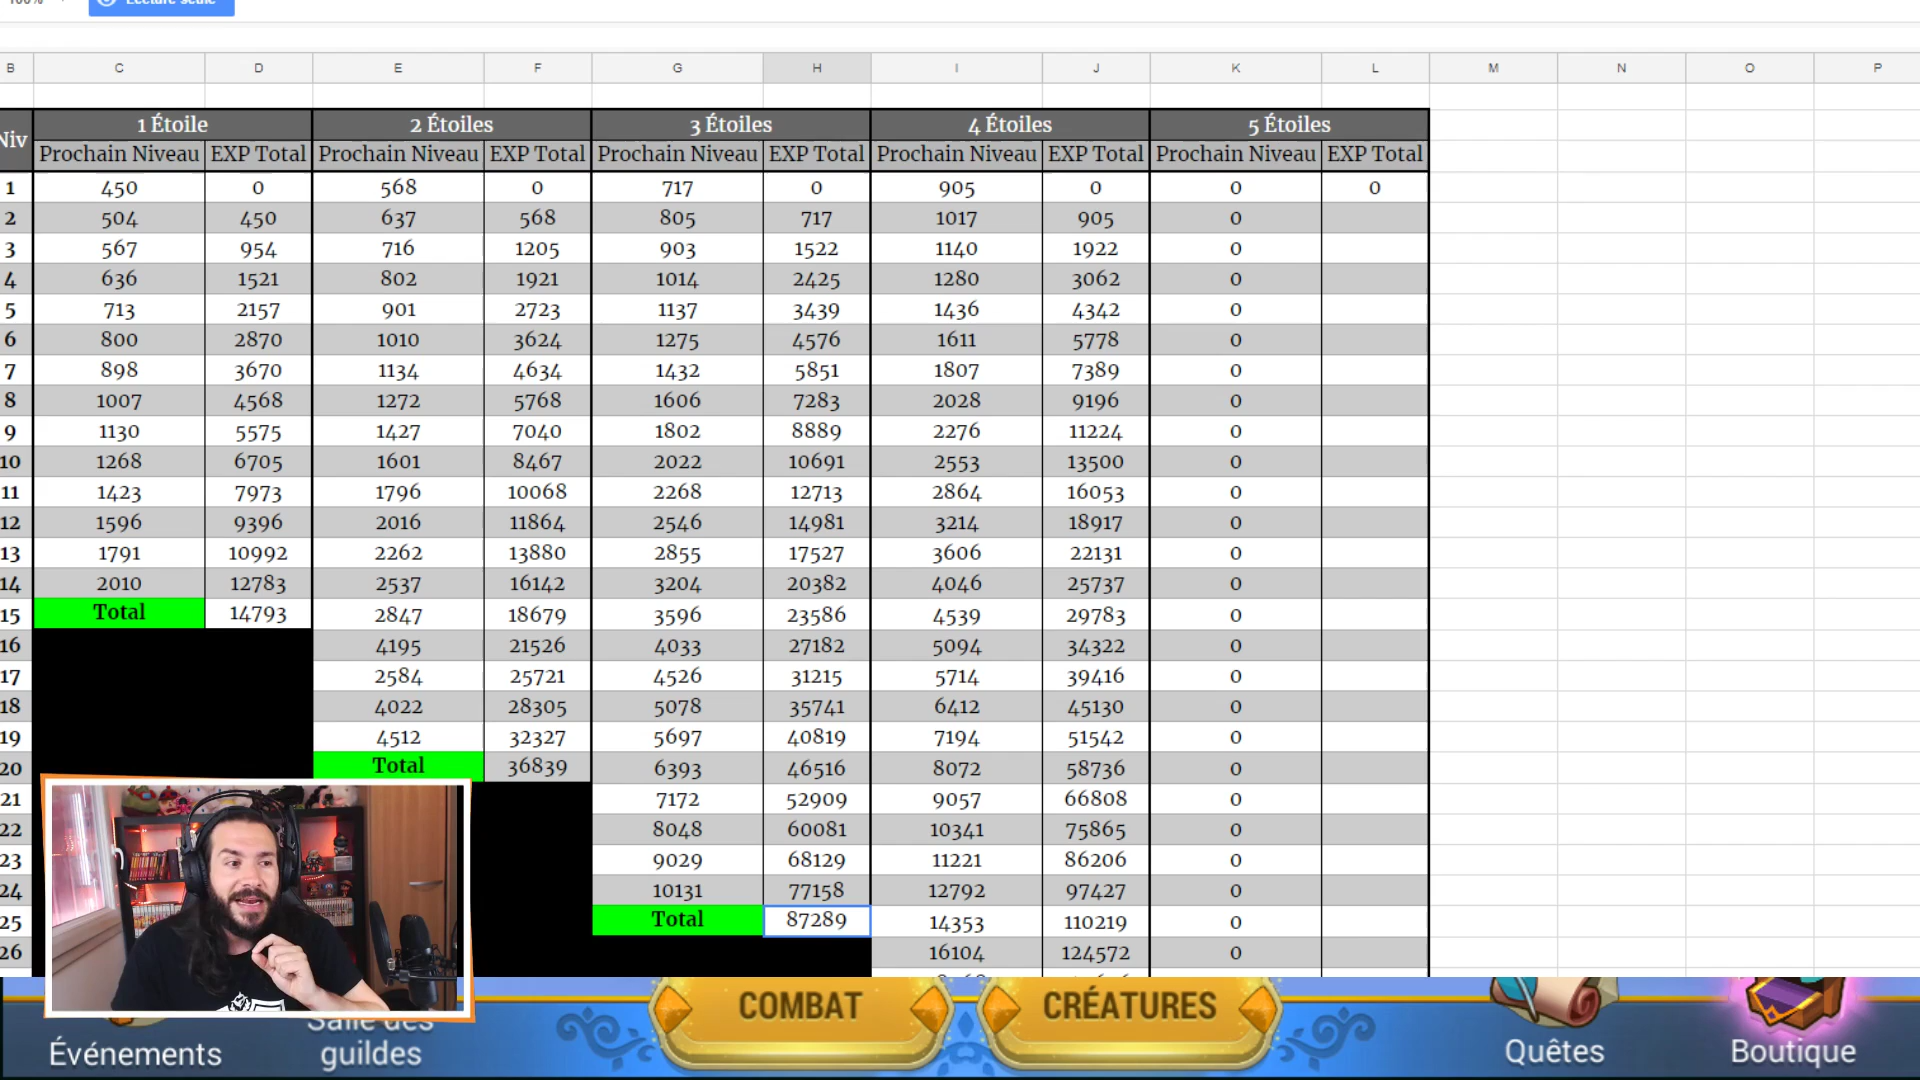 100%
Lecture seule
B C D E F G H I J K L M N O P
Niv 1 Étoile 2 Étoiles 3 Étoiles 4 Étoiles 5 Étoiles
Prochain Niveau EXP Total Prochain Niveau EXP Total Prochain Niveau EXP Total Prochain Niveau EXP Total Prochain Niveau EXP Total
1 450 0 568 0 717 0 905 0 0 0
2 504 450 637 568 805 717 1017 905 0
3 567 954 716 1205 903 1522 1140 1922 0
4 636 1521 802 1921 1014 2425 1280 3062 0
5 713 2157 901 2723 1137 3439 1436 4342 0
6 800 2870 1010 3624 1275 4576 1611 5778 0
7 898 3670 1134 4634 1432 5851 1807 7389 0
8 1007 4568 1272 5768 1606 7283 2028 9196 0
9 1130 5575 1427 7040 1802 8889 2276 11224 0
10 1268 6705 1601 8467 2022 10691 2553 13500 0
11 1423 7973 1796 10068 2268 12713 2864 16053 0
12 1596 9396 2016 11864 2546 14981 3214 18917 0
13 1791 10992 2262 13880 2855 17527 3606 22131 0
14 2010 12783 2537 16142 3204 20382 4046 25737 0
15 Total 14793 2847 18679 3596 23586 4539 29783 0
16 4195 21526 4033 27182 5094 34322 0
17 2584 25721 4526 31215 5714 39416 0
18 4022 28305 5078 35741 6412 45130 0
19 4512 32327 5697 40819 7194 51542 0
20 Total 36839 6393 46516 8072 58736 0
21 7172 52909 9057 66808 0
22 8048 60081 10341 75865 0
23 9029 68129 11221 86206 0
24 10131 77158 12792 97427 0
25 Total 87289 14353 110219 0
26 16104 124572 0
Événements
Salle des
guildes
COMBAT
CRÉATURES
Quêtes
Boutique